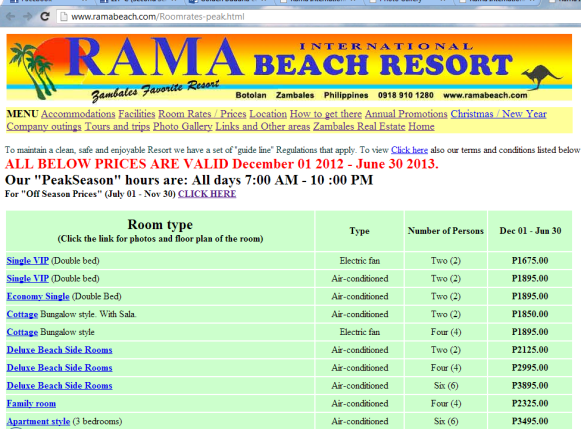 www.ramabeach.com/Roomrates-peak.html
RAMA INTERNATIONAL
BEACH RESORT
Zambales Favorite Resort
Botolan Zambales Philippines 0918 910 1280 www.ramabeach.com
MENU Accommodations Facilities Room Rates / Prices Location How to get there Annual Promotions Christmas / New Year
Company outings Tours and trips Photo Gallery Links and Other areas Zambales Real Estate Home
To maintain a clean, safe and enjoyable Resort we have a set of "guide line" Regulations that apply. To view Click here also our terms and conditions listed below
ALL BELOW PRICES ARE VALID December 01 2012 - June 30 2013.
Our "PeakSeason" hours are: All days 7:00 AM - 10 :00 PM
For "Off Season Prices" (July 01 - Nov 30) CLICK HERE
Room type
(Click the link for photos and floor plan of the room)
Type Number of Persons Dec 01 - Jun 30
Single VIP (Double bed) Electric fan Two (2) P1675.00
Single VIP (Double bed) Air-conditioned Two (2) P1895.00
Economy Single (Double Bed) Air-conditioned Two (2) P1895.00
Cottage Bungalow style. With Sala. Air-conditioned Two (2) P1850.00
Cottage Bungalow style Electric fan Four (4) P1895.00
Deluxe Beach Side Rooms Air-conditioned Two (2) P2125.00
Deluxe Beach Side Rooms Air-conditioned Four (4) P2995.00
Deluxe Beach Side Rooms Air-conditioned Six (6) P3895.00
Family room Air-conditioned Four (4) P2325.00
Apartment style (3 bedrooms) Air-conditioned Six (6) P3495.00